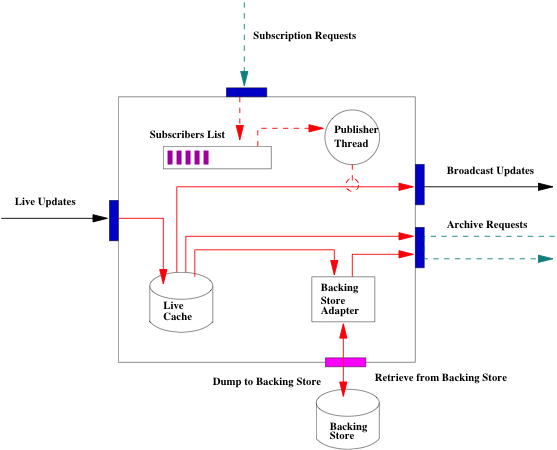 Subscription Requests
Subscribers List
Publisher
Thread
Broadcast Updates
Live Updates
Archive Requests
Live
Cache
Backing
Store
Adapter
Dump to Backing Store
Retrieve from Backing Store
Backing
Store